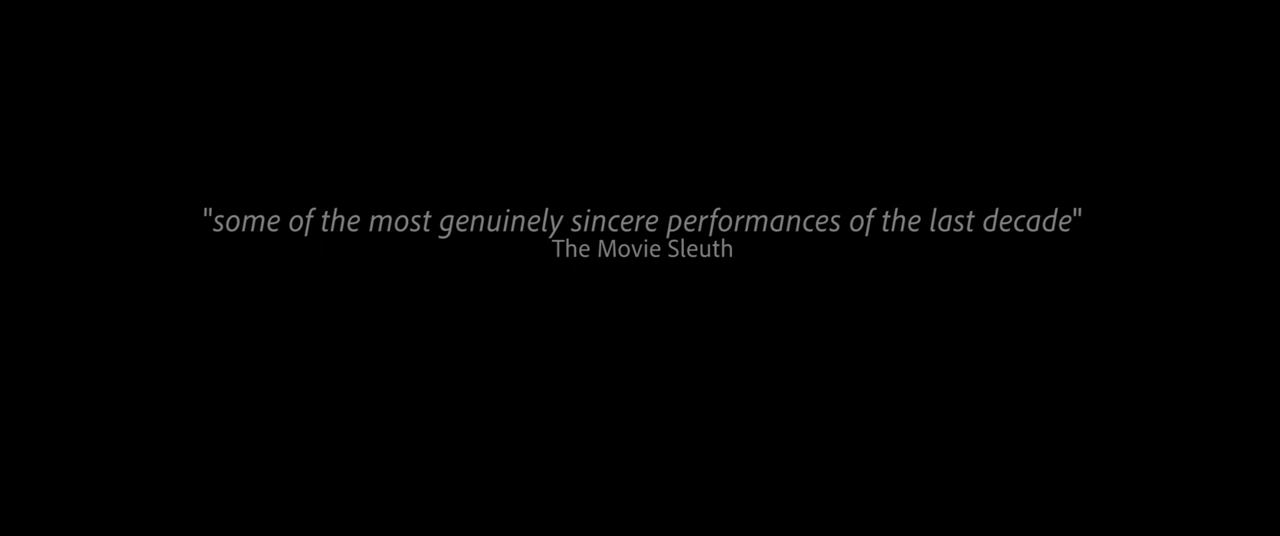 "some of the most genuinely sincere performances of the last decade"
The Movie Sleuth